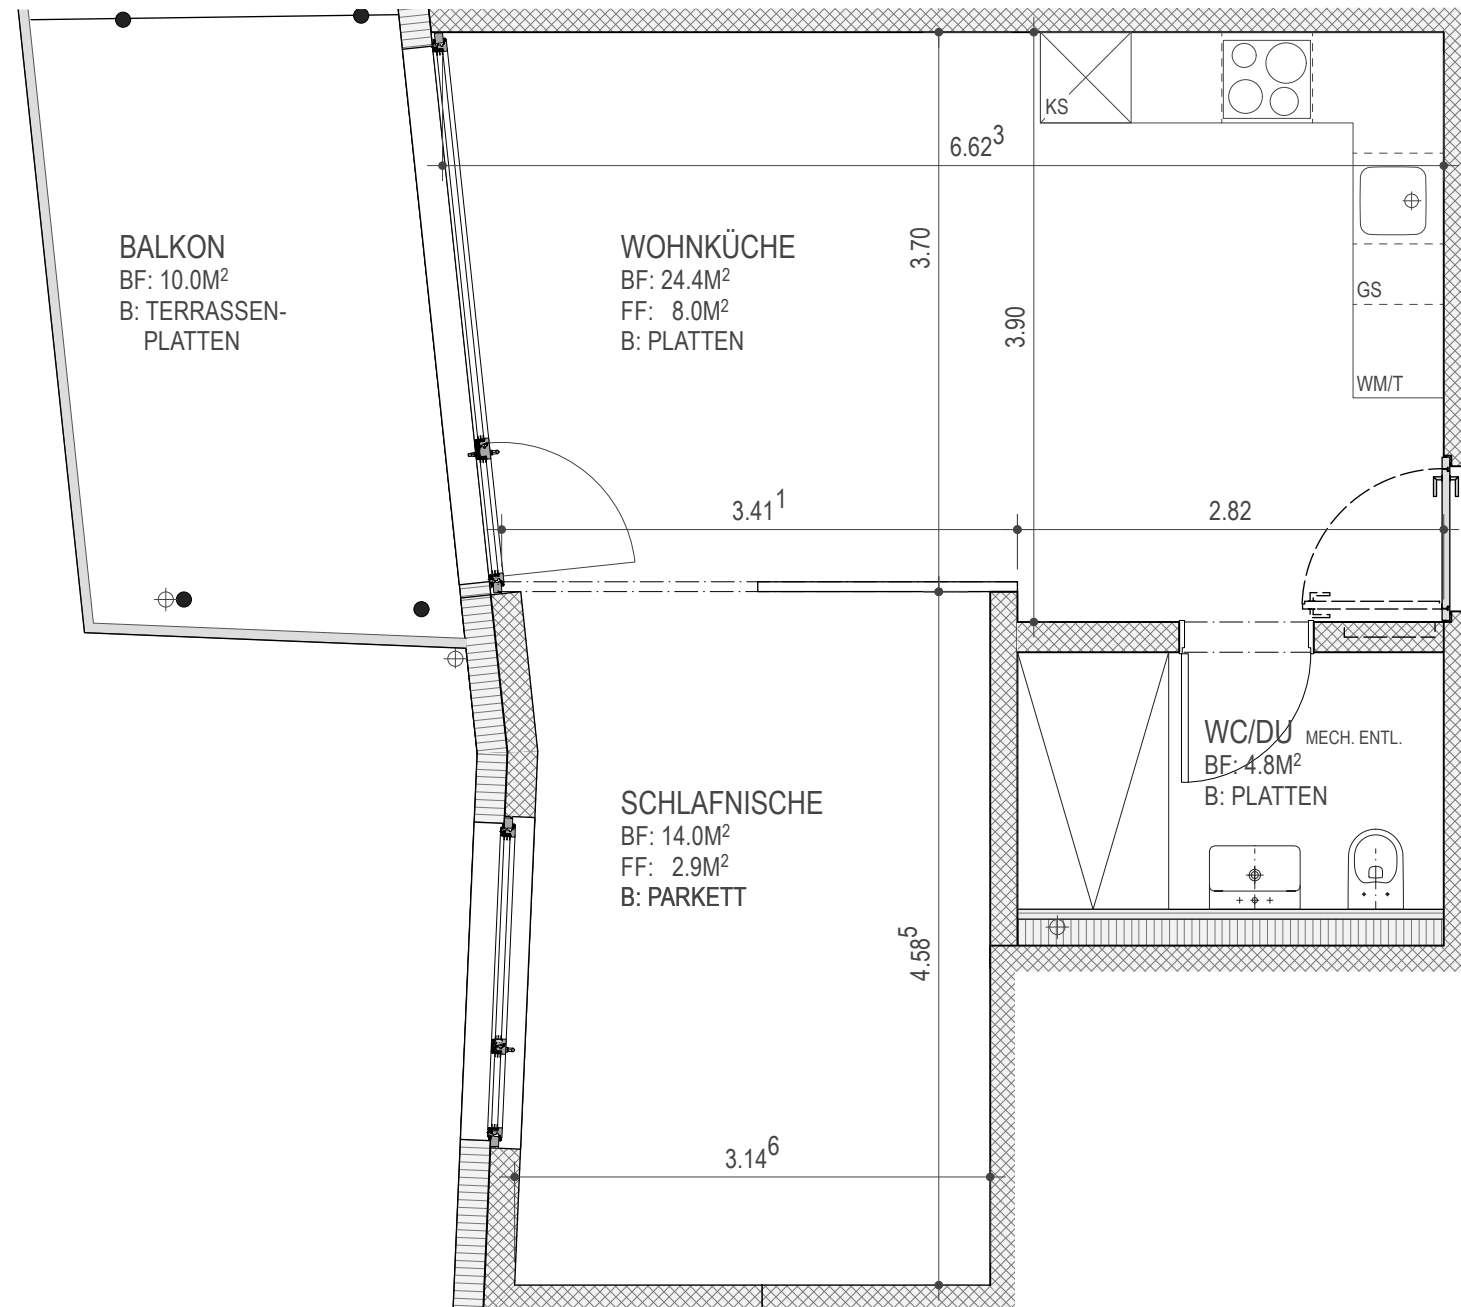 KS
6.62³
BALKON
BF: 10.0M²
B: TERRASSEN-
PLATTEN
WOHNKÜCHE
BF: 24.4M²
FF: 8.0M²
B: PLATTEN
3.70
3.90
GS
WM/T
3.41¹
2.82
WC/DU MECH. ENTL.
BF: 4.8M²
B: PLATTEN
SCHLAFNISCHE
BF: 14.0M²
FF: 2.9M²
B: PARKETT
4.58⁵
3.14⁶